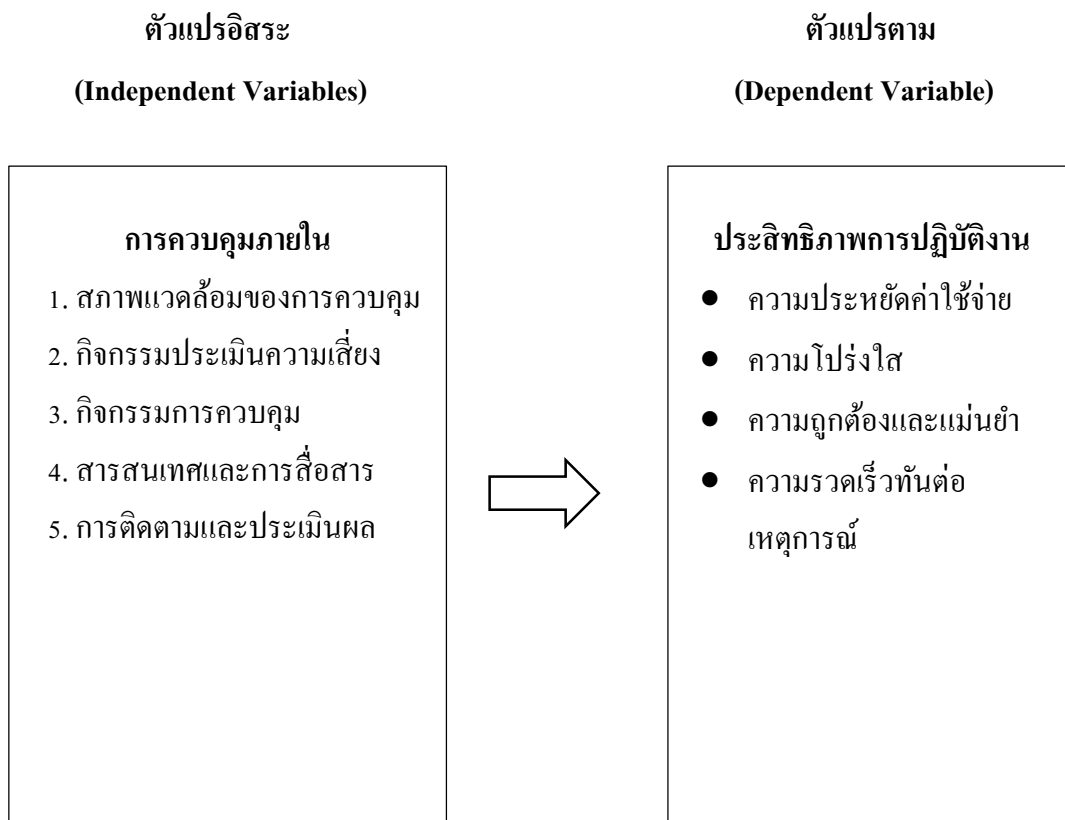 ตัวแปรอิสระ
(Independent Variables)
การควบคุมภายใน
1. สภาพแวดล้อมของการควบคุม
2. กิจกรรมประเมินความเสี่ยง
3. กิจกรรมการควบคุม
4. สารสนเทศและการสื่อสาร
5. การติดตามและประเมินผล
ตัวแปรตาม
(Dependent Variable)
ประสิทธิภาพการปฏิบัติงาน
● ความประหยัดค่าใช้จ่าย
● ความโปร่งใส
● ความถูกต้องและแม่นยำ
● ความรวดเร็วทันต่อ
เหตุการณ์